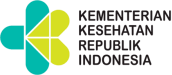 KEMENTERIAN
KESEHATAN
REPUBLIK
INDONESIA